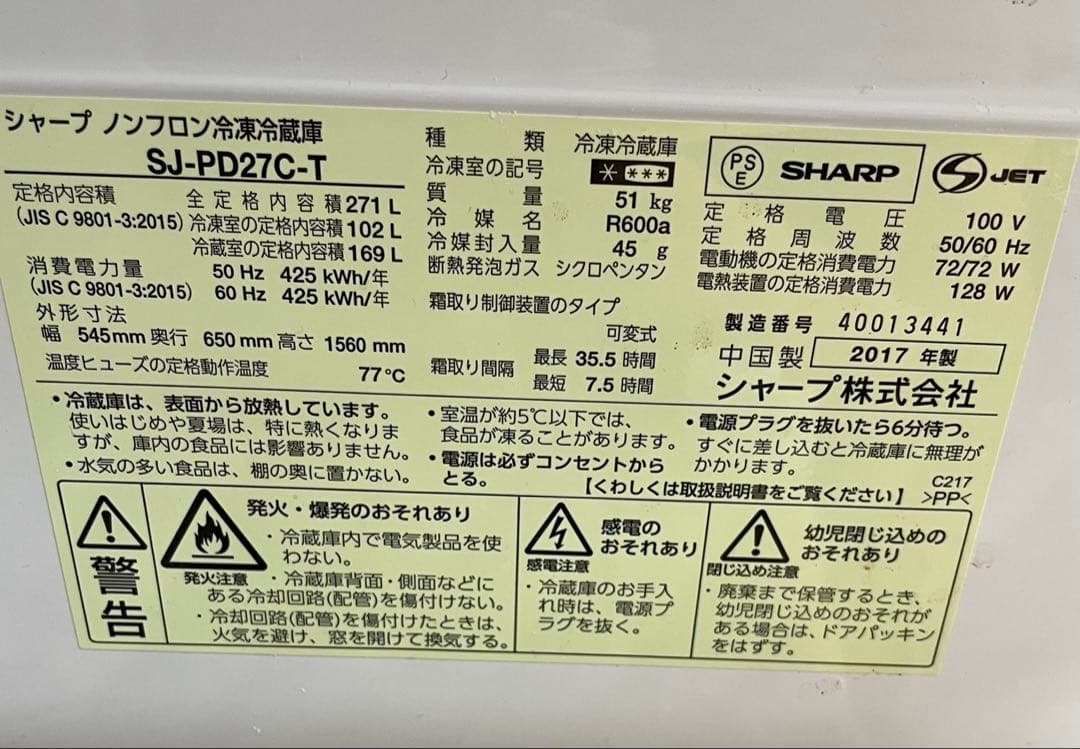 シャープ ノンフロン冷凍冷蔵庫
SJ-PD27C-T
定格内容積 全定格内容積 271 L
(JIS C 9801-3:2015) 冷凍室の定格内容積 102 L
冷蔵室の定格内容積 169 L
消費電力量 50 Hz 425 kWh/年
(JIS C 9801-3:2015) 60 Hz 425 kWh/年
外形寸法
幅 545mm 奥行 650 mm 高さ 1560 mm
温度ヒューズの定格動作温度 77℃
種類 冷凍冷蔵庫
冷凍室の記号 * ***
質量 51 kg
冷媒名 R600a
冷媒封入量 45 g
断熱発泡ガス シクロペンタン
霜取り制御装置のタイプ
可変式
霜取り間隔 最長 35.5 時間
最短 7.5 時間
PSE SHARP JET
定格電圧 100 V
定格周波数 50/60 Hz
電動機の定格消費電力 72/72 W
電熱装置の定格消費電力 128 W
製造番号 40013441
中国製 2017 年製
シャープ株式会社
・冷蔵庫は、表面から放熱しています。
使いはじめや夏場は、特に熱くなりま
すが、庫内の食品には影響ありません。
・水気の多い食品は、棚の奥に置かない。
・室温が約5℃以下では、
食品が凍ることがあります。
・電源は必ずコンセントから
とる。
・電源プラグを抜いたら6分待つ。
すぐに差し込むと冷蔵庫に無理が
かかります。
【くわしくは取扱説明書をご覧ください】
C217
>PP<
警告
発火・爆発のおそれあり
発火注意
・冷蔵庫内で電気製品を使
わない。
・冷蔵庫背面・側面などに
ある冷却回路(配管)を傷付けない。
・冷却回路(配管)を傷付けたときは、
火気を避け、窓を開けて換気する。
感電の
おそれあり
感電注意
・冷蔵庫のお手入
れ時は、電源プ
ラグを抜く。
幼児閉じ込めの
おそれあり
閉じ込め注意
・廃棄まで保管するとき、
幼児閉じ込めのおそれが
ある場合は、ドアパッキン
をはずす。